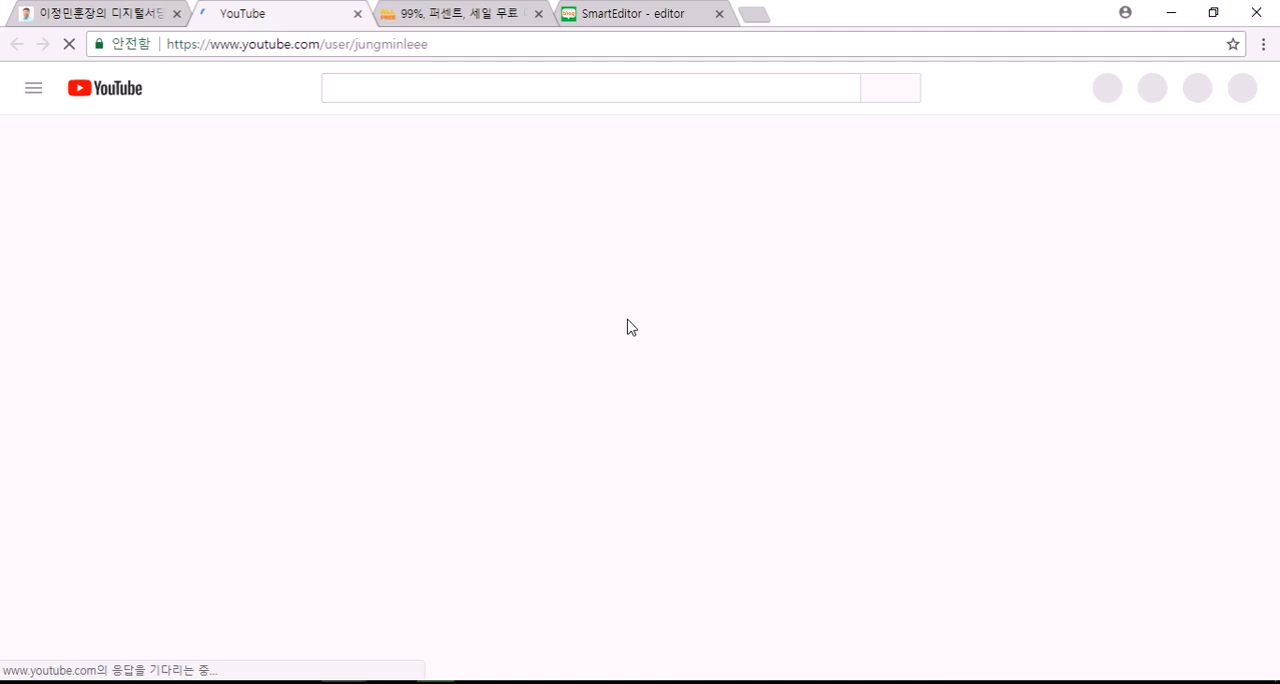 이정민훈장의 디지털서당
YouTube
99%, 퍼센트, 세일 무료
SmartEditor - editor
안전함
https://www.youtube.com/user/jungminleee
YouTube
www.youtube.com의 응답을 기다리는 중...